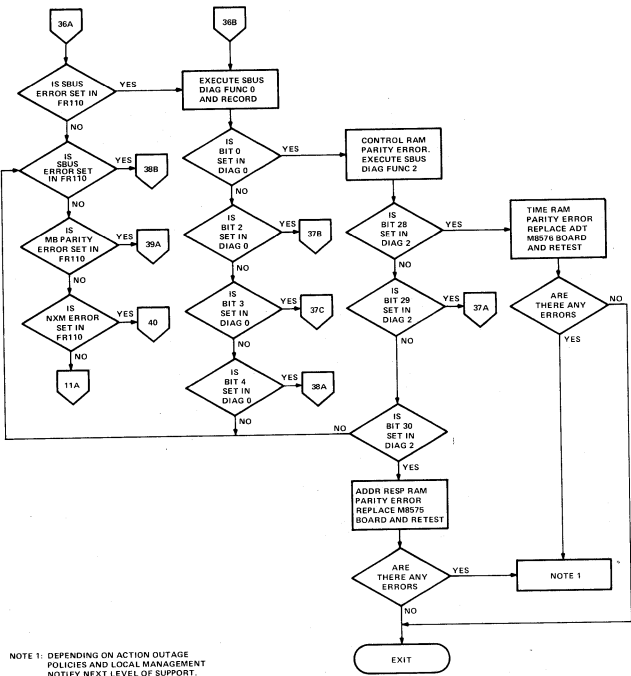 36A
36B
IS SBUS
ERROR SET IN
FR110
YES
NO
EXECUTE SBUS
DIAG FUNC 0
AND RECORD
IS
SBUS
ERROR SET
IN FR110
YES
38B
NO
IS
BIT 0
SET IN
DIAG 0
YES
NO
CONTROL RAM
PARITY ERROR.
EXECUTE SBUS
DIAG FUNC 2
IS
MB PARITY
ERROR SET IN
FR110
YES
39A
NO
IS
BIT 2
SET IN
DIAG 0
YES
37B
NO
IS
BIT 28
SET IN
DIAG 2
YES
NO
TIME RAM
PARITY ERROR
REPLACE ADT
M8576 BOARD
AND RETEST
IS
NXM ERROR
SET IN
FR110
YES
40
NO
11A
IS
BIT 3
SET IN
DIAG 0
YES
37C
NO
IS
BIT 29
SET IN
DIAG 2
YES
37A
NO
ARE
THERE ANY
ERRORS
NO
YES
IS
BIT 4
SET IN
DIAG 0
YES
38A
NO
IS
BIT 30
SET IN
DIAG 2
NO
YES
ADDR RESP RAM
PARITY ERROR
REPLACE M8575
BOARD AND RETEST
ARE
THERE ANY
ERRORS
YES
NO
NOTE 1
EXIT
NOTE 1: DEPENDING ON ACTION OUTAGE
POLICIES AND LOCAL MANAGEMENT
NOTIFY NEXT LEVEL OF SUPPORT.